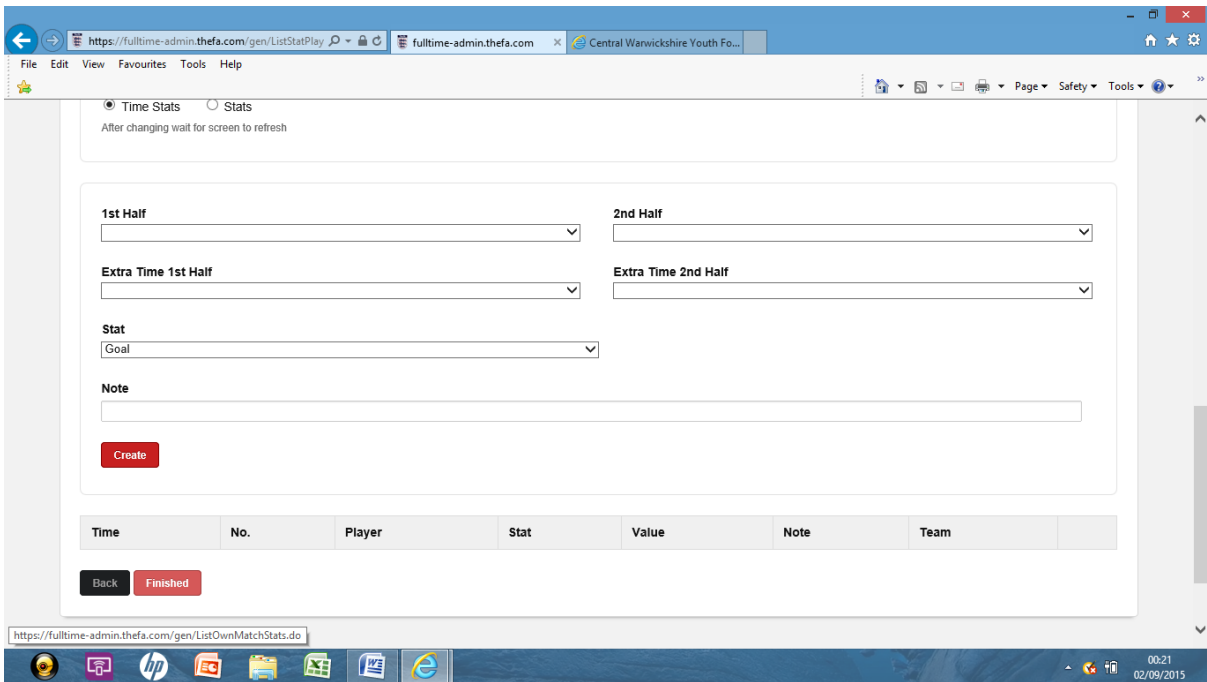 https://fulltime-admin.thefa.com/gen/ListStatPlay
fulltime-admin.thefa.com
Central Warwickshire Youth Fo...
File Edit View Favourites Tools Help
Page Safety Tools
Time Stats Stats
After changing wait for screen to refresh
1st Half 2nd Half
Extra Time 1st Half Extra Time 2nd Half
Stat
Goal
Note
Create
Time No. Player Stat Value Note Team
Back Finished
https://fulltime-admin.thefa.com/gen/ListOwnMatchStats.do
hp
00:21
02/09/2015